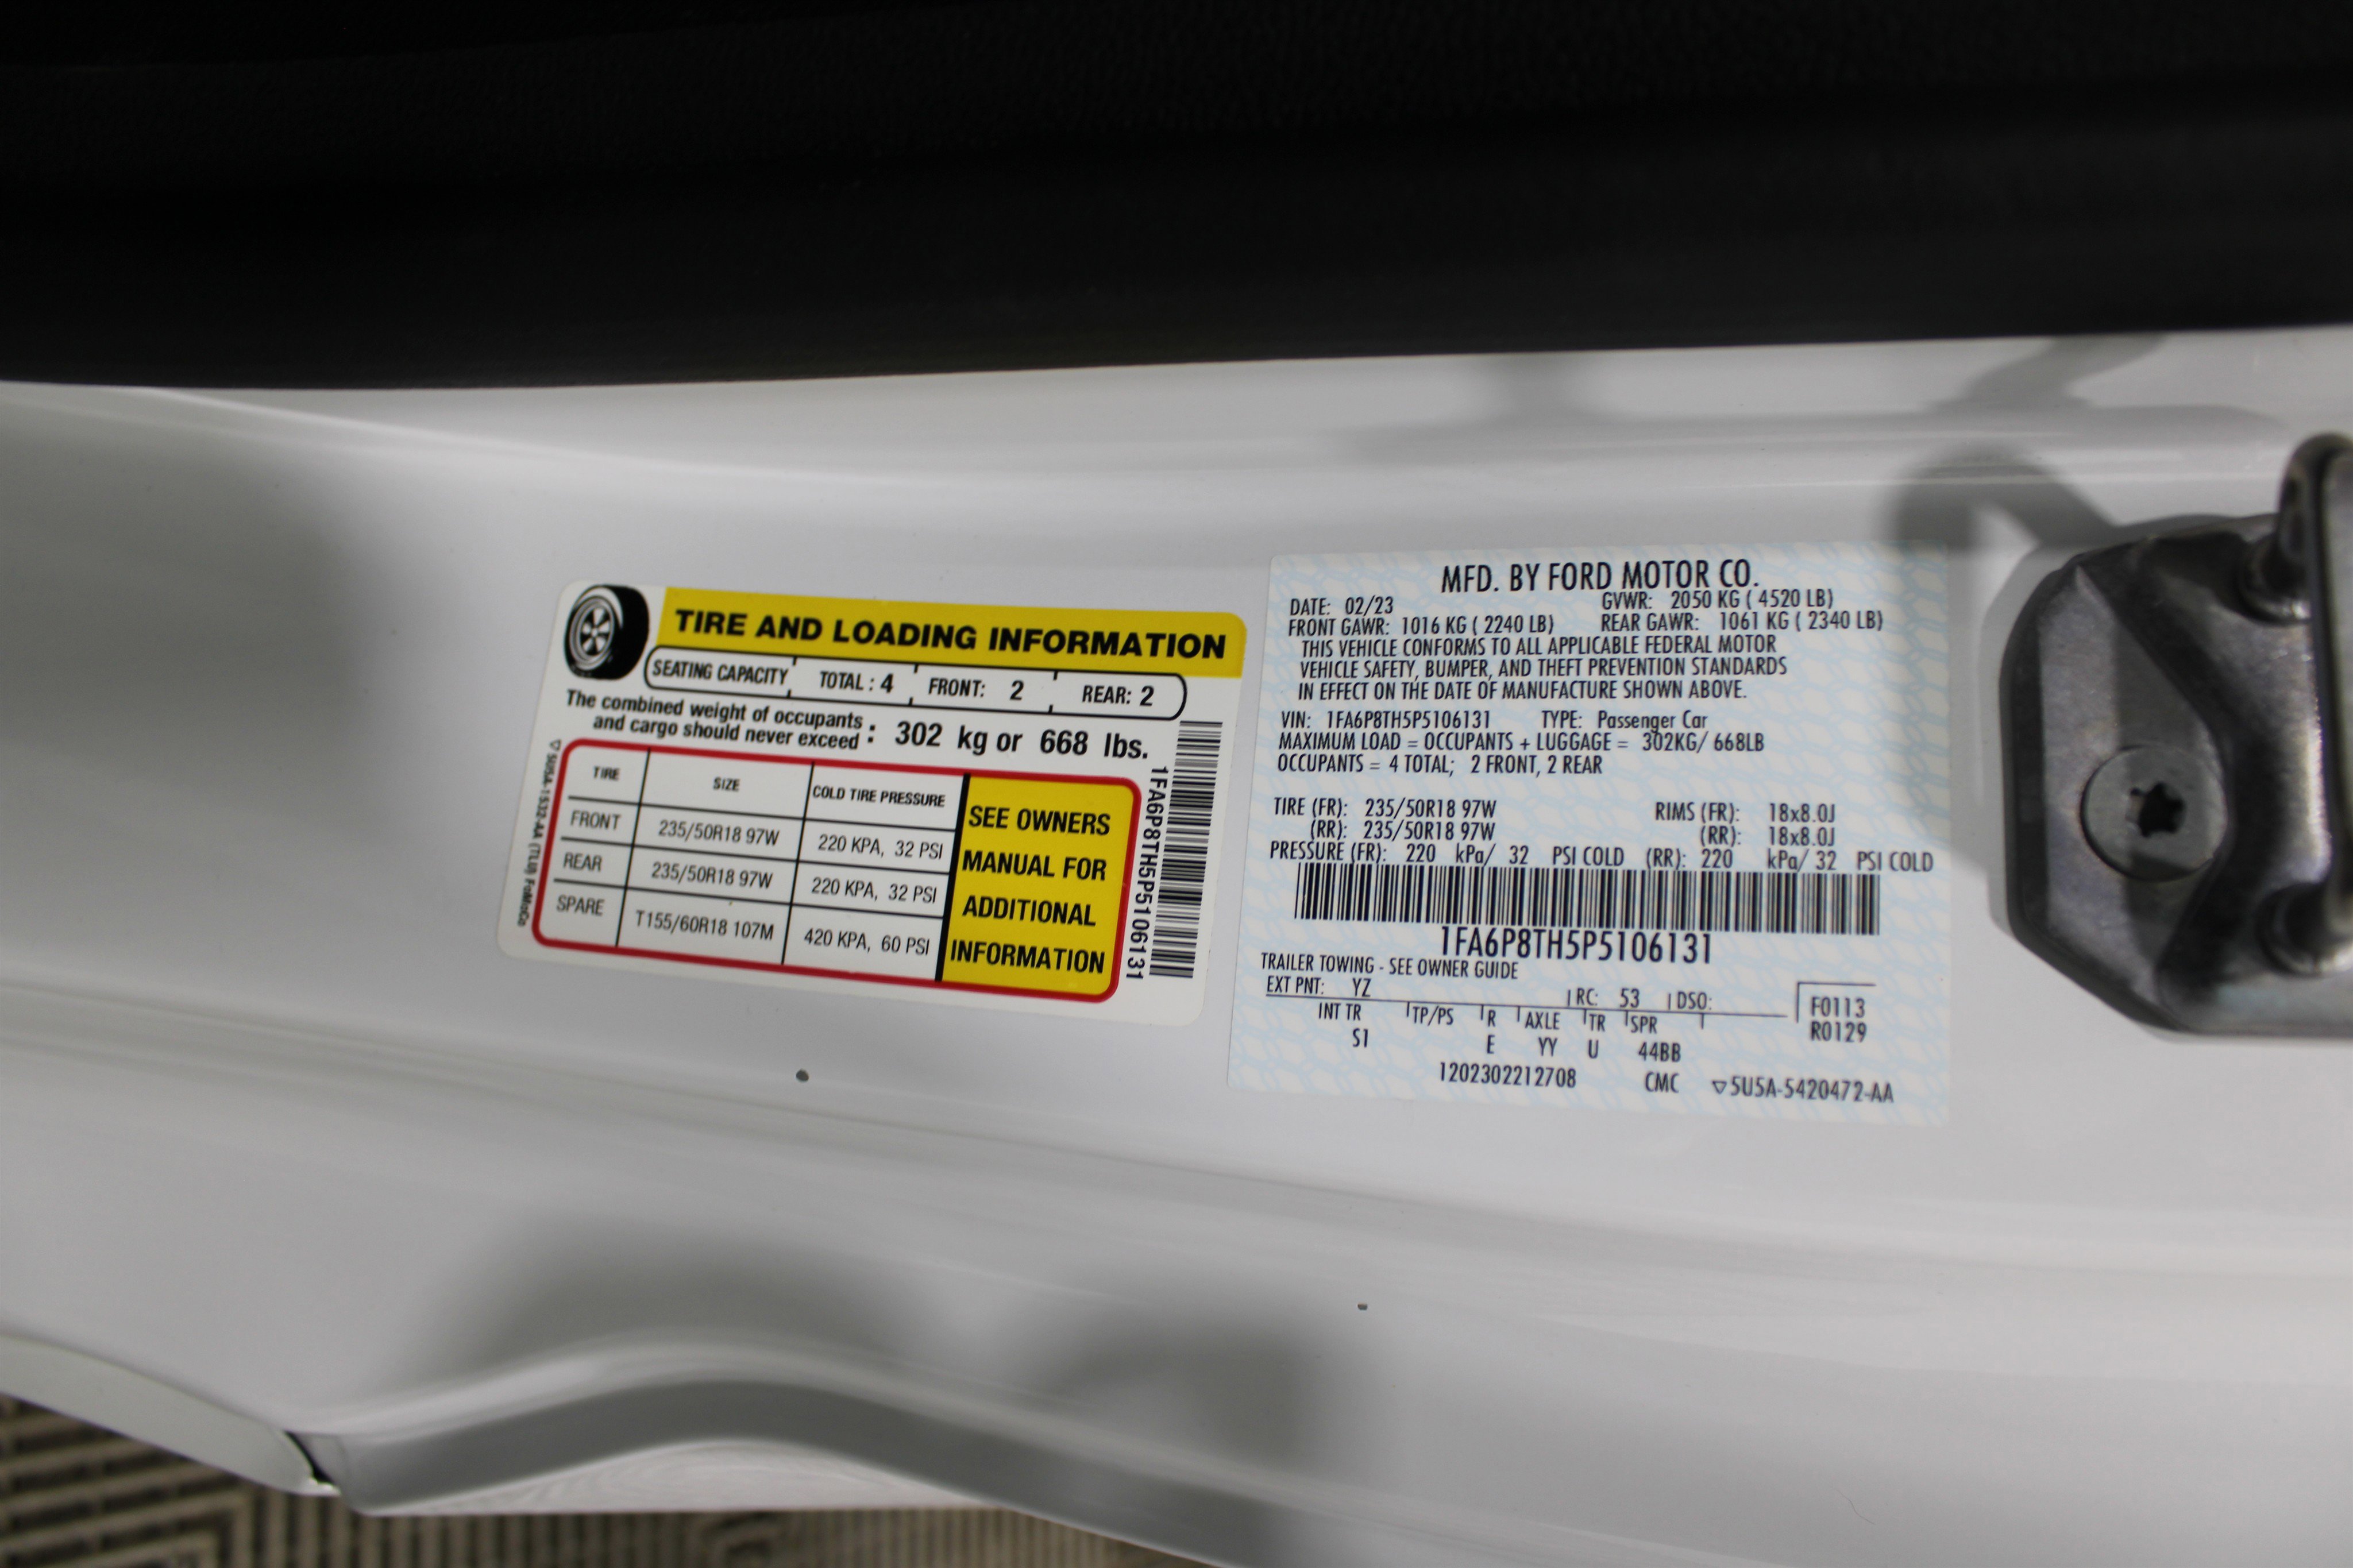 TIRE AND LOADING INFORMATION
SEATING CAPACITY TOTAL : 4 FRONT: 2 REAR: 2
The combined weight of occupants
and cargo should never exceed : 302 kg or 668 lbs.
TIRE SIZE COLD TIRE PRESSURE
FRONT 235/50R18 97W 220 KPA, 32 PSI
REAR 235/50R18 97W 220 KPA, 32 PSI
SPARE T155/60R18 107M 420 KPA, 60 PSI
SEE OWNERS
MANUAL FOR
ADDITIONAL
INFORMATION
1FA6P8TH5P5106131
5U5A-1532-AA (TLU) FoMoCo
MFD. BY FORD MOTOR CO.
DATE: 02/23 GVWR: 2050 KG ( 4520 LB)
FRONT GAWR: 1016 KG ( 2240 LB) REAR GAWR: 1061 KG ( 2340 LB)
THIS VEHICLE CONFORMS TO ALL APPLICABLE FEDERAL MOTOR
VEHICLE SAFETY, BUMPER, AND THEFT PREVENTION STANDARDS
IN EFFECT ON THE DATE OF MANUFACTURE SHOWN ABOVE.
VIN: 1FA6P8TH5P5106131 TYPE: Passenger Car
MAXIMUM LOAD = OCCUPANTS + LUGGAGE = 302KG/ 668LB
OCCUPANTS = 4 TOTAL; 2 FRONT, 2 REAR
TIRE (FR): 235/50R18 97W RIMS (FR): 18x8.0J
(RR): 235/50R18 97W (RR): 18x8.0J
PRESSURE (FR): 220 kPa/ 32 PSI COLD (RR): 220 kPa/ 32 PSI COLD
1FA6P8TH5P5106131
TRAILER TOWING - SEE OWNER GUIDE
EXT PNT: YZ RC: 53 DSO: F0113
INT TR TP/PS R AXLE TR SPR R0129
S1 E YY U 44BB
1202302212708 CMC ▽5U5A-5420472-AA